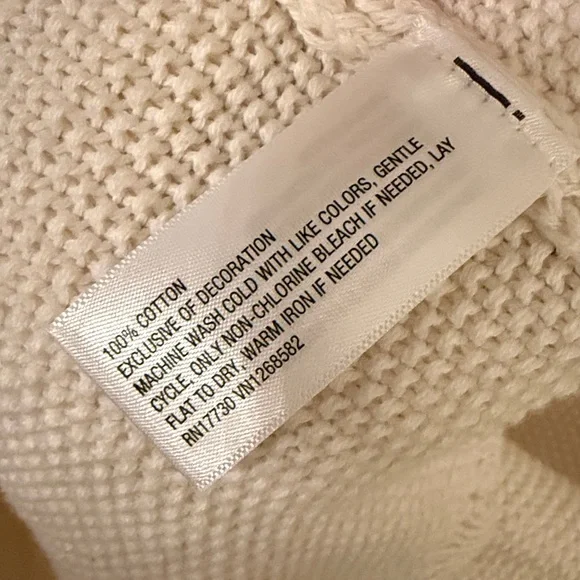 100% COTTON
EXCLUSIVE OF DECORATION
MACHINE WASH COLD WITH LIKE COLORS, GENTLE
CYCLE, ONLY NON-CHLORINE BLEACH IF NEEDED, LAY
FLAT TO DRY, WARM IRON IF NEEDED
RN17730 VN1268582